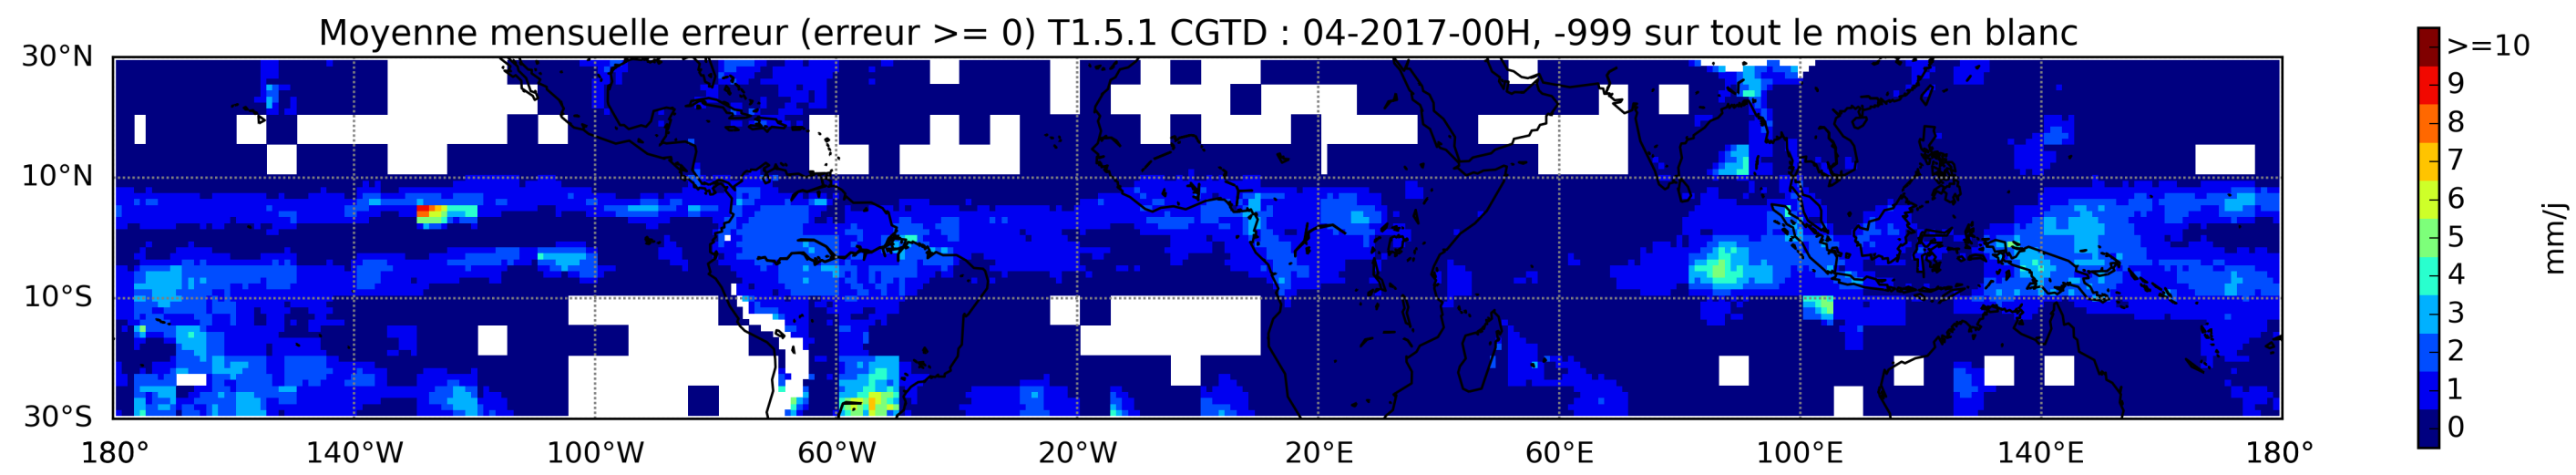 Moyenne mensuelle erreur (erreur >= 0) T1.5.1 CGTD : 04-2017-00H, -999 sur tout le mois en blanc
30°N
10°N
10°S
30°S
180° 140°W 100°W 60°W 20°W 20°E 60°E 100°E 140°E 180°
>=10
9
8
7
6
5
4
3
2
1
0
mm/j